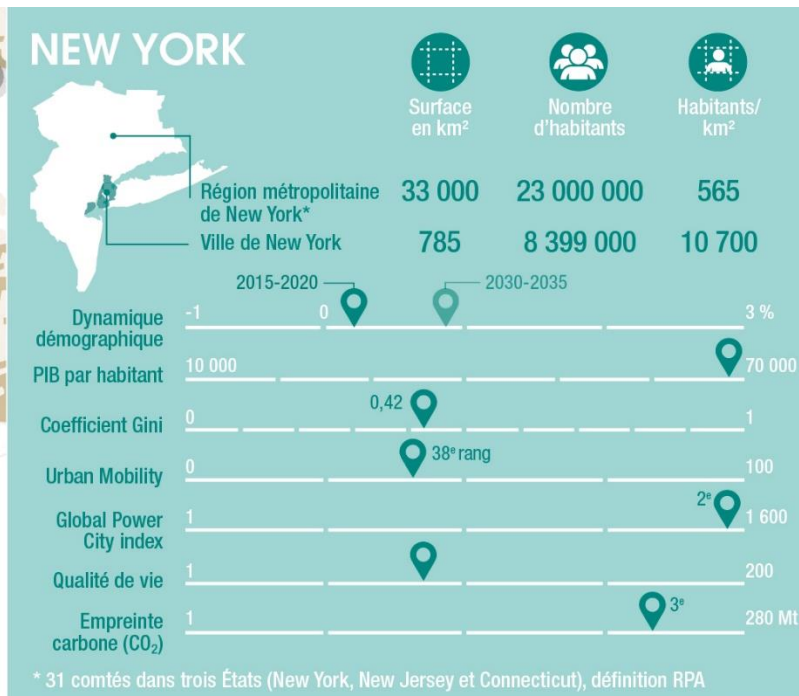 NEW YORK
Surface
en km²
Nombre
d'habitants
Habitants/
km²
Région métropolitaine
de New York*
33 000
23 000 000
565
Ville de New York
785
8 399 000
10 700
2015-2020
2030-2035
Dynamique
démographique
-1
0
3 %
PIB par habitant
10 000
70 000
Coefficient Gini
0
0,42
1
Urban Mobility
0
38e rang
100
Global Power
City index
1
2e
1 600
Qualité de vie
1
200
Empreinte
carbone (CO₂)
1
3e
280 Mt
* 31 comtés dans trois États (New York, New Jersey et Connecticut), définition RPA